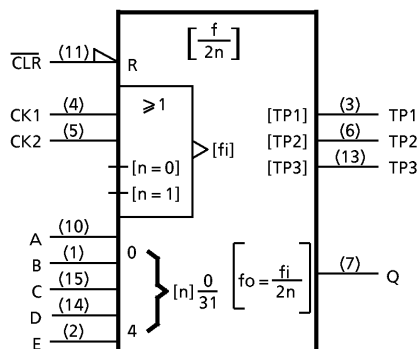 [f/2n]
CLR (11) R
CK1 (4) ⩾1 [TP1] (3) TP1
CK2 (5) [fi] [TP2] (6) TP2
[n = 0] [TP3] (13) TP3
[n = 1]
A (10) 0
B (1)
C (15) [n] 0/31 [fo = fi/2n] (7) Q
D (14)
E (2) 4